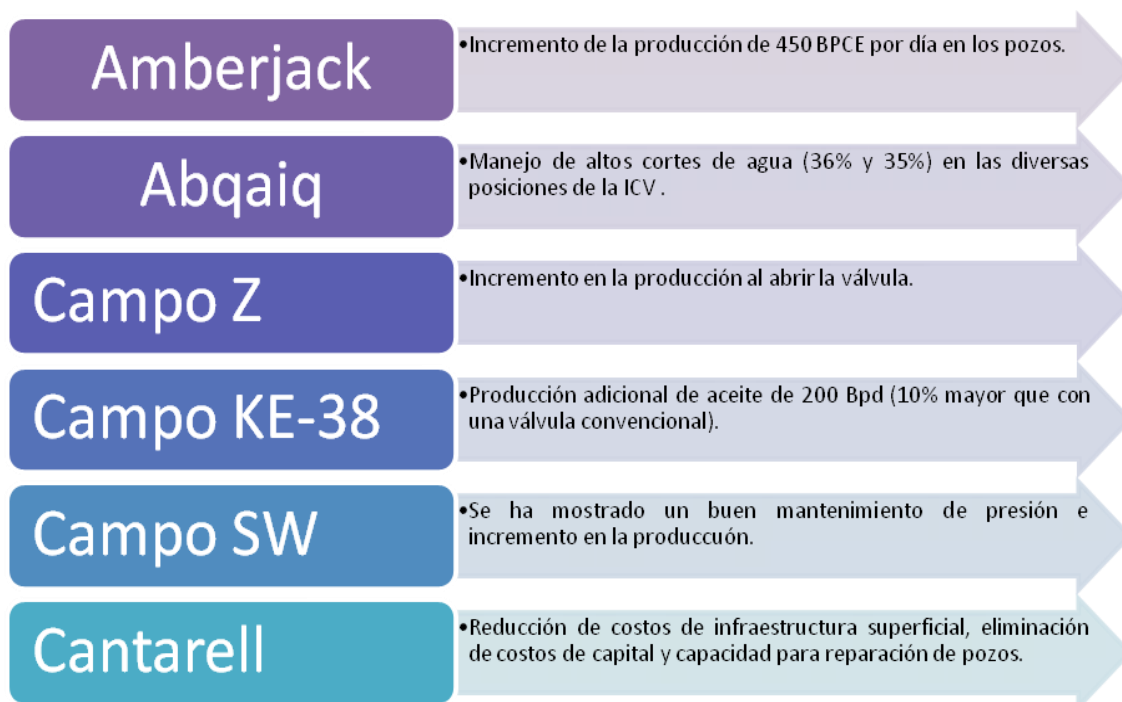 Amberjack
•Incremento de la producción de 450 BPCE por día en los pozos.
Abqaiq
•Manejo de altos cortes de agua (36% y 35%) en las diversas
posiciones de la ICV .
Campo Z
•Incremento en la producción al abrir la válvula.
Campo KE-38
•Producción adicional de aceite de 200 Bpd (10% mayor que con
una válvula convencional).
Campo SW
•Se ha mostrado un buen mantenimiento de presión e
incremento en la produccuón.
Cantarell
•Reducción de costos de infraestructura superficial, eliminación
de costos de capital y capacidad para reparación de pozos.